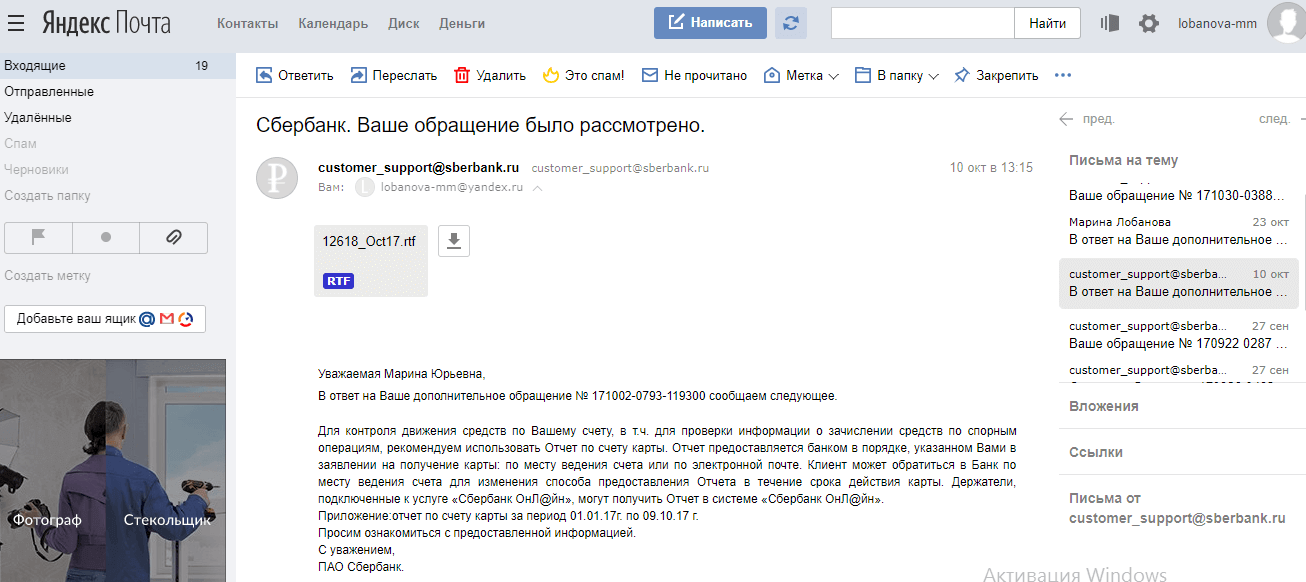 Яндекс Почта
Контакты Календарь Диск Деньги
Написать
Найти
lobanova-mm
Входящие 19
Отправленные
Удалённые
Спам
Черновики
Создать папку
Создать метку
Добавьте ваш ящик
Фотограф Стекольщик
Ответить Переслать Удалить Это спам! Не прочитано Метка В папку Закрепить
Сбербанк. Ваше обращение было рассмотрено.
customer_support@sberbank.ru customer_support@sberbank.ru 10 окт в 13:15
Вам: L lobanova-mm@yandex.ru
12618_Oct17.rtf
RTF
Уважаемая Марина Юрьевна,
В ответ на Ваше дополнительное обращение № 171002-0793-119300 сообщаем следующее.
Для контроля движения средств по Вашему счету, в т.ч. для проверки информации о зачислении средств по спорным
операциям, рекомендуем использовать Отчет по счету карты. Отчет предоставляется банком в порядке, указанном Вами в
заявлении на получение карты: по месту ведения счета или по электронной почте. Клиент может обратиться в Банк по
месту ведения счета для изменения способа предоставления Отчета в течение срока действия карты. Держатели,
подключенные к услуге «Сбербанк ОнЛ@йн», могут получить Отчет в системе «Сбербанк ОнЛ@йн».
Приложение:отчет по счету карты за период 01.01.17г. по 09.10.17 г.
Просим ознакомиться с предоставленной информацией.
С уважением,
ПАО Сбербанк.
пред. след.
Письма на тему
Ваше обращение № 171030-0388...
Марина Лобанова 23 окт
В ответ на Ваше дополнительное ...
customer_support@sberba... 10 окт
В ответ на Ваше дополнительное ...
customer_support@sberba... 27 сен
Ваше обращение № 170922 0287 ...
customer_support@sberba... 27 сен
Вложения
Ссылки
Письма от
customer_support@sberbank.ru
Активация Windows